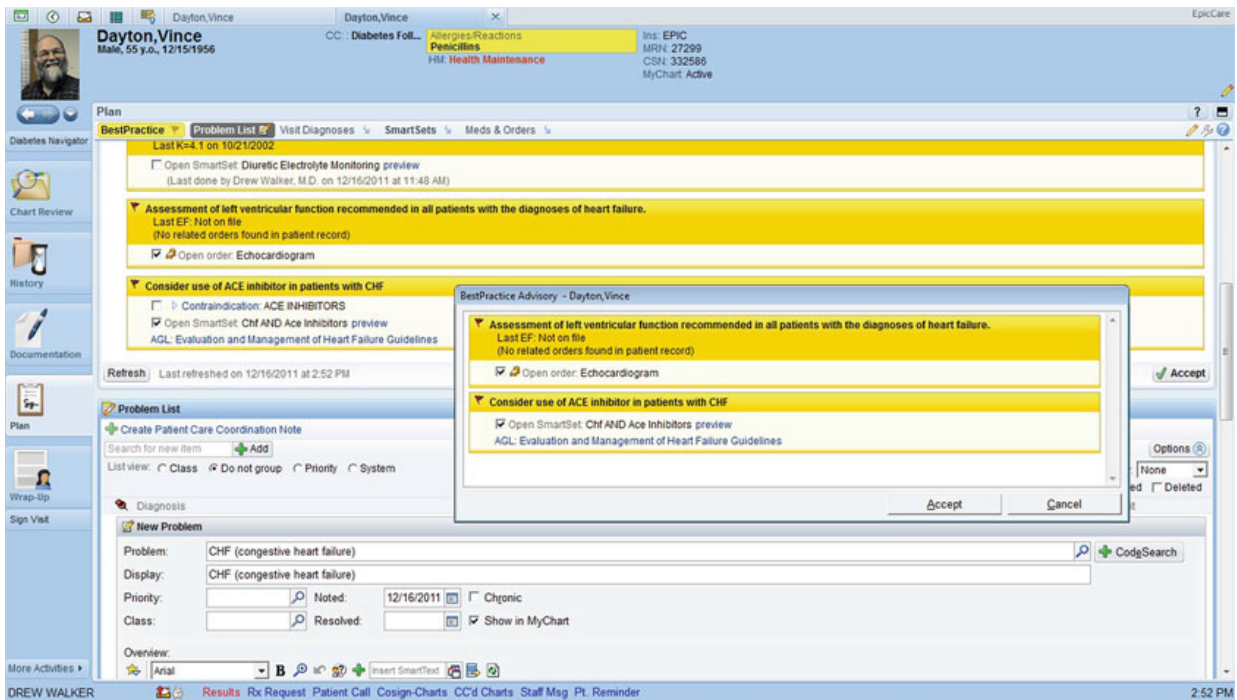 Dayton,Vince
Dayton,Vince
EpicCare
Dayton,Vince
Male, 55 y.o., 12/15/1956
CC: : Diabetes Foll...
Allergies/Reactions
Penicillins
HM: Health Maintenance
Ins: EPIC
MRN: 27299
CSN: 332586
MyChart: Active
Diabetes Navigator
Chart Review
History
Documentation
Plan
Wrap-Up
Sign Visit
More Activities
Plan
?
BestPractice
Problem List
Visit Diagnoses
SmartSets
Meds & Orders
Last K=4.1 on 10/21/2002
Open SmartSet: Diuretic Electrolyte Monitoring preview
(Last done by Drew Walker, M.D. on 12/16/2011 at 11:48 AM)
Assessment of left ventricular function recommended in all patients with the diagnoses of heart failure.
Last EF: Not on file
(No related orders found in patient record)
Open order: Echocardiogram
Consider use of ACE inhibitor in patients with CHF
Contraindication: ACE INHIBITORS
Open SmartSet: Chf AND Ace Inhibitors preview
AGL: Evaluation and Management of Heart Failure Guidelines
Refresh Last refreshed on 12/16/2011 at 2:52 PM
Accept
BestPractice Advisory - Dayton,Vince
Assessment of left ventricular function recommended in all patients with the diagnoses of heart failure.
Last EF: Not on file
(No related orders found in patient record)
Open order: Echocardiogram
Consider use of ACE inhibitor in patients with CHF
Open SmartSet: Chf AND Ace Inhibitors preview
AGL: Evaluation and Management of Heart Failure Guidelines
Accept
Cancel
Problem List
Create Patient Care Coordination Note
Search for new item
Add
Options
List view: Class Do not group Priority System
None
Deleted
Diagnosis
New Problem
Problem: CHF (congestive heart failure)
CodeSearch
Display: CHF (congestive heart failure)
Priority:
Noted: 12/16/2011
Chronic
Class:
Resolved:
Show in MyChart
Overview:
Arial
B
Insert SmartText
DREW WALKER
Results Rx Request Patient Call Cosign-Charts CC'd Charts Staff Msg Pt. Reminder
2:52 PM